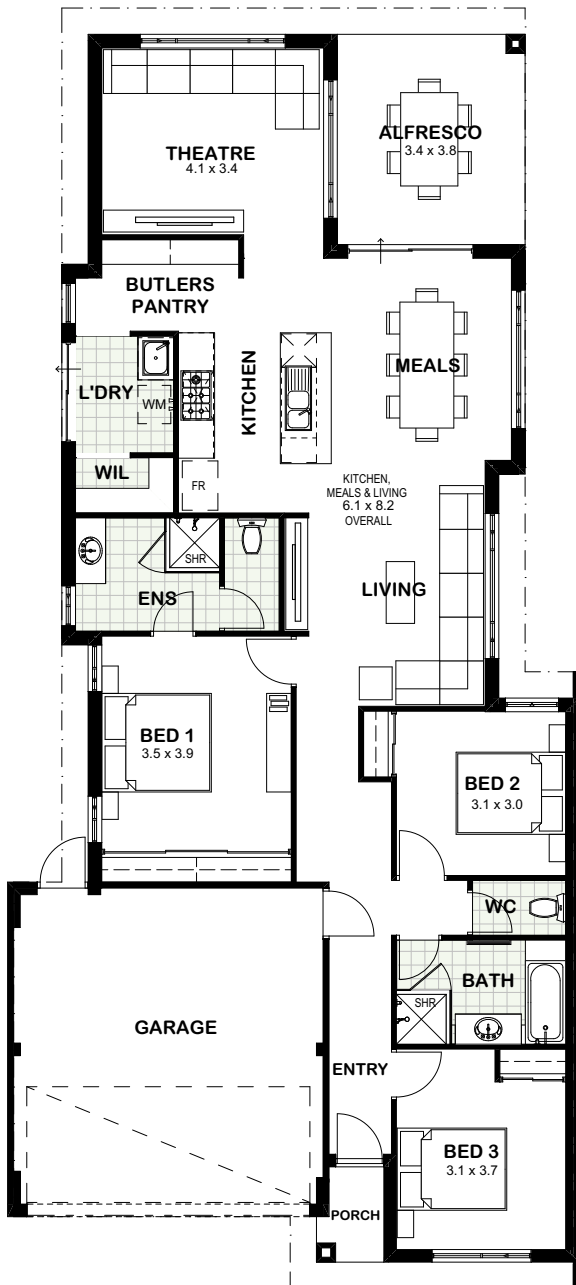 THEATRE
4.1 x 3.4
ALFRESCO
3.4 x 3.8
BUTLERS
PANTRY
L'DRY
WM
KITCHEN
MEALS
WIL
FR
KITCHEN,
MEALS & LIVING
6.1 x 8.2
OVERALL
SHR
ENS
LIVING
BED 1
3.5 x 3.9
BED 2
3.1 x 3.0
WC
BATH
SHR
GARAGE
ENTRY
BED 3
3.1 x 3.7
PORCH